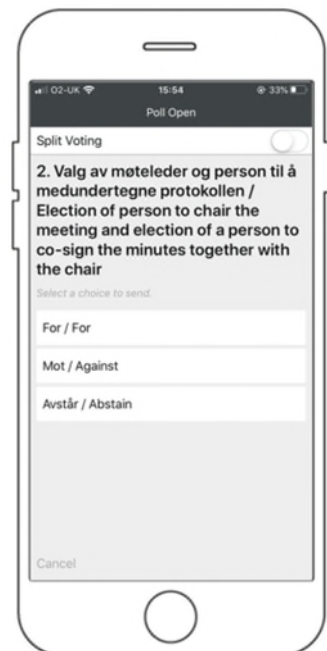 O2-UK 15:54 33%
Poll Open
Split Voting
2. Valg av møteleder og person til å
medundertegne protokollen /
Election of person to chair the
meeting and election of a person to
co-sign the minutes together with
the chair
Select a choice to send.
For / For
Mot / Against
Avstår / Abstain
Cancel